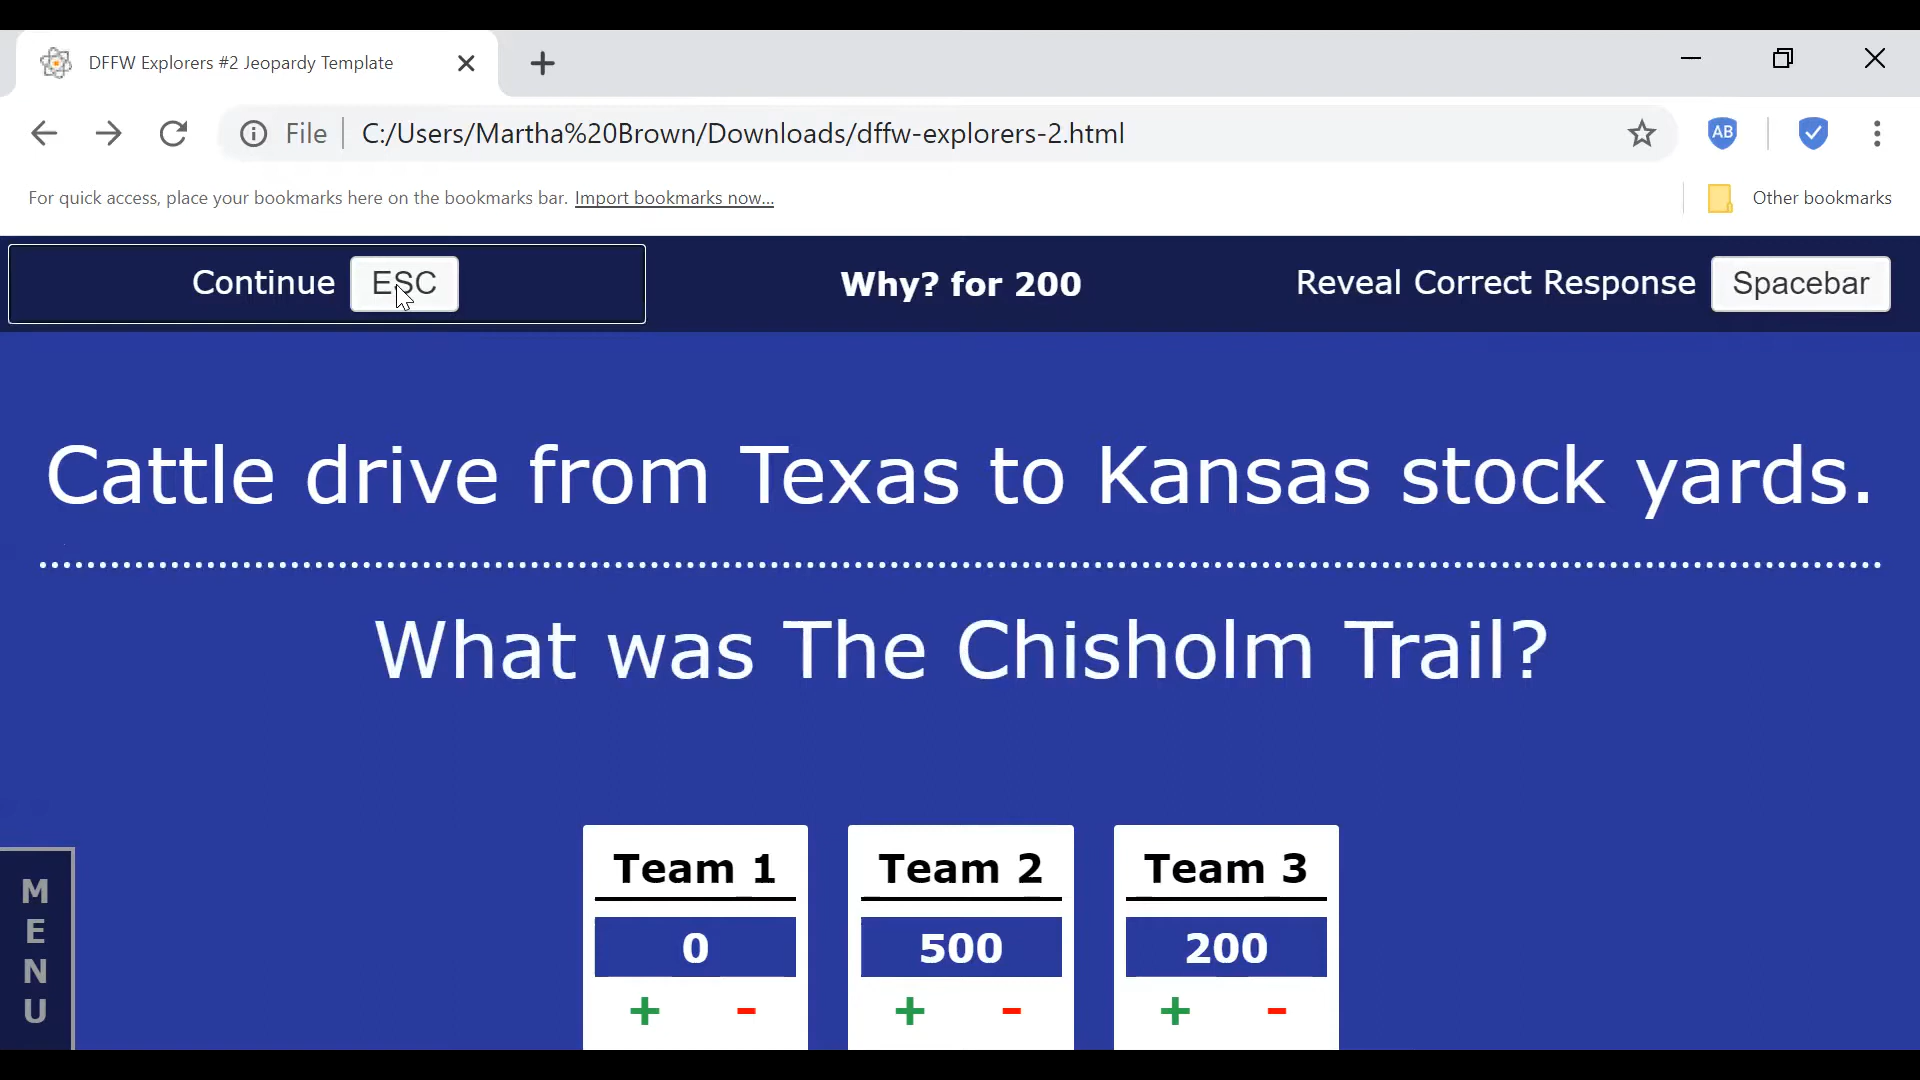 DFFW Explorers #2 Jeopardy Template
File
C:/Users/Martha%20Brown/Downloads/dffw-explorers-2.html
AB
For quick access, place your bookmarks here on the bookmarks bar. Import bookmarks now...
Other bookmarks
Continue ESC
Why? for 200
Reveal Correct Response Spacebar
Cattle drive from Texas to Kansas stock yards.
What was The Chisholm Trail?
MENU
Team 1
Team 2
Team 3
0
500
200
+ -
+ -
+ -